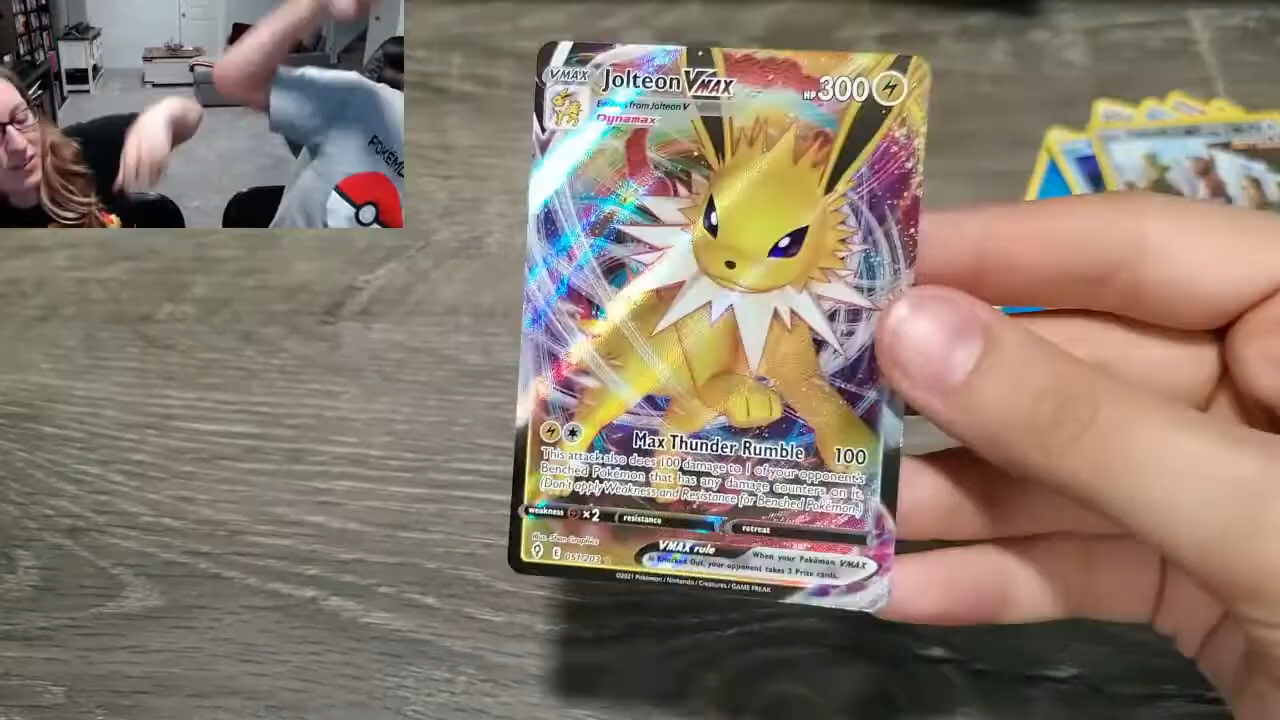 VMAX Jolteon VMAX HP 300
Evolves from Jolteon V
Dynamax
POKÉM
Max Thunder Rumble 100
This attack also does 100 damage to 1 of your opponent's
Benched Pokémon that has any damage counters on it.
(Don't apply Weakness and Resistance for Benched Pokémon.)
weakness ×2 resistance retreat
Illus. Shin Graphics
E 051/203
VMAX rule When your Pokémon VMAX
is Knocked Out, your opponent takes 3 Prize cards.
©2021 Pokémon / Nintendo / Creatures / GAME FREAK